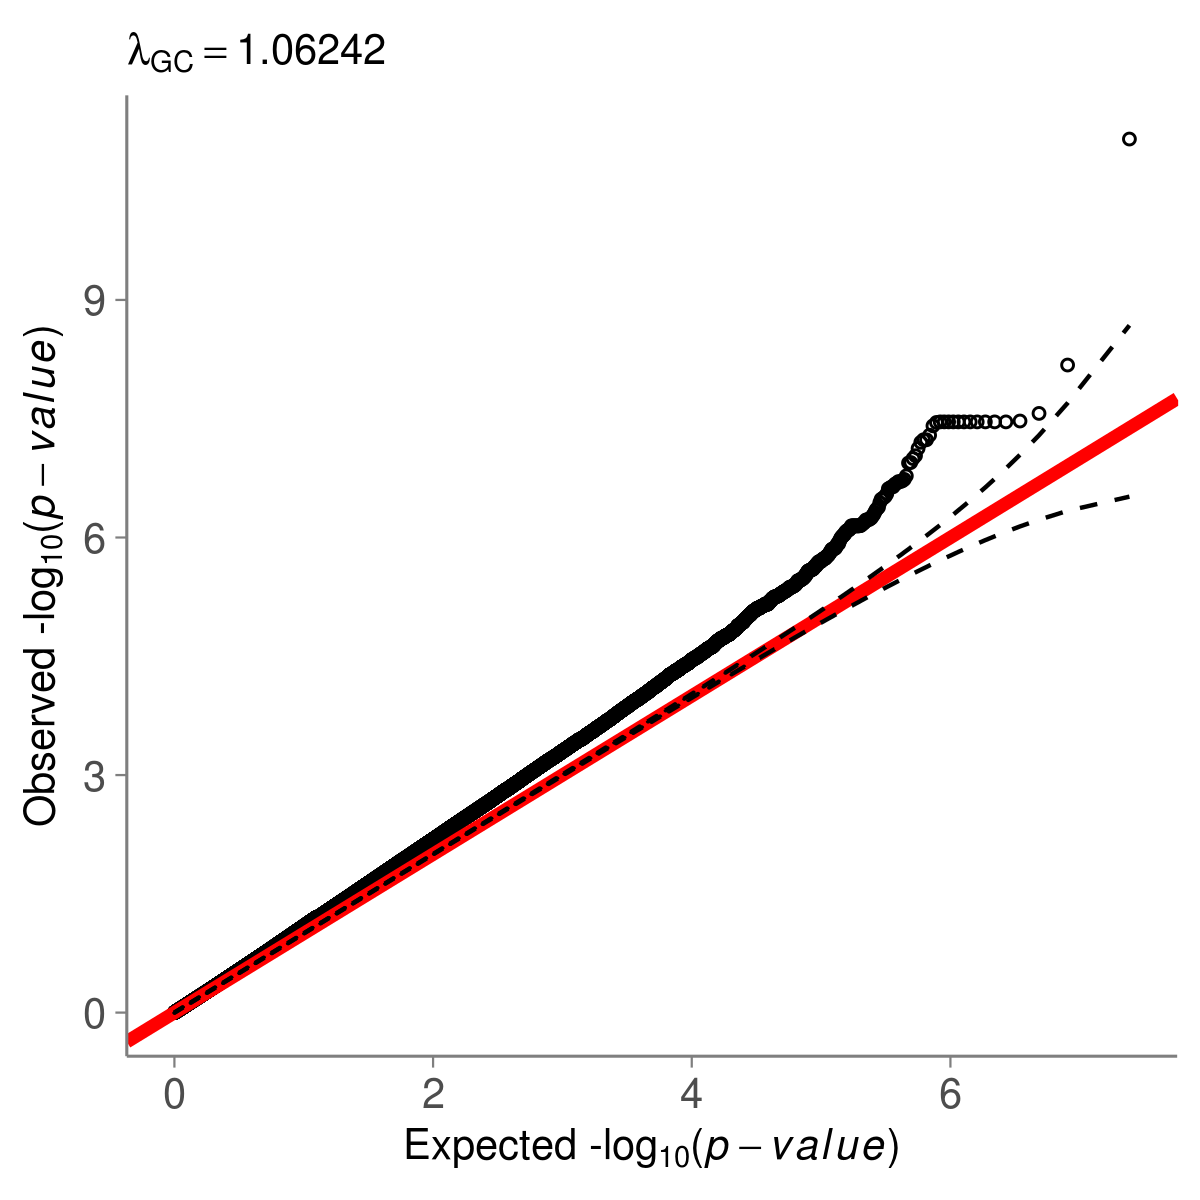 λGC = 1.06242
Observed -log10(p − value)
9
6
3
0
0 2 4 6
Expected -log10(p − value)